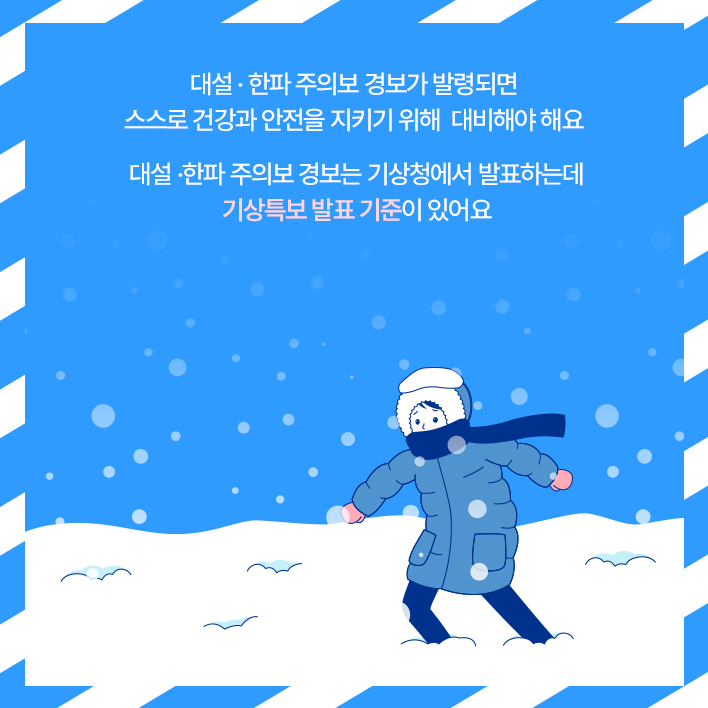 대설 · 한파 주의보 경보가 발령되면
스스로 건강과 안전을 지키기 위해 대비해야 해요
대설 ·한파 주의보 경보는 기상청에서 발표하는데
기상특보 발표 기준이 있어요